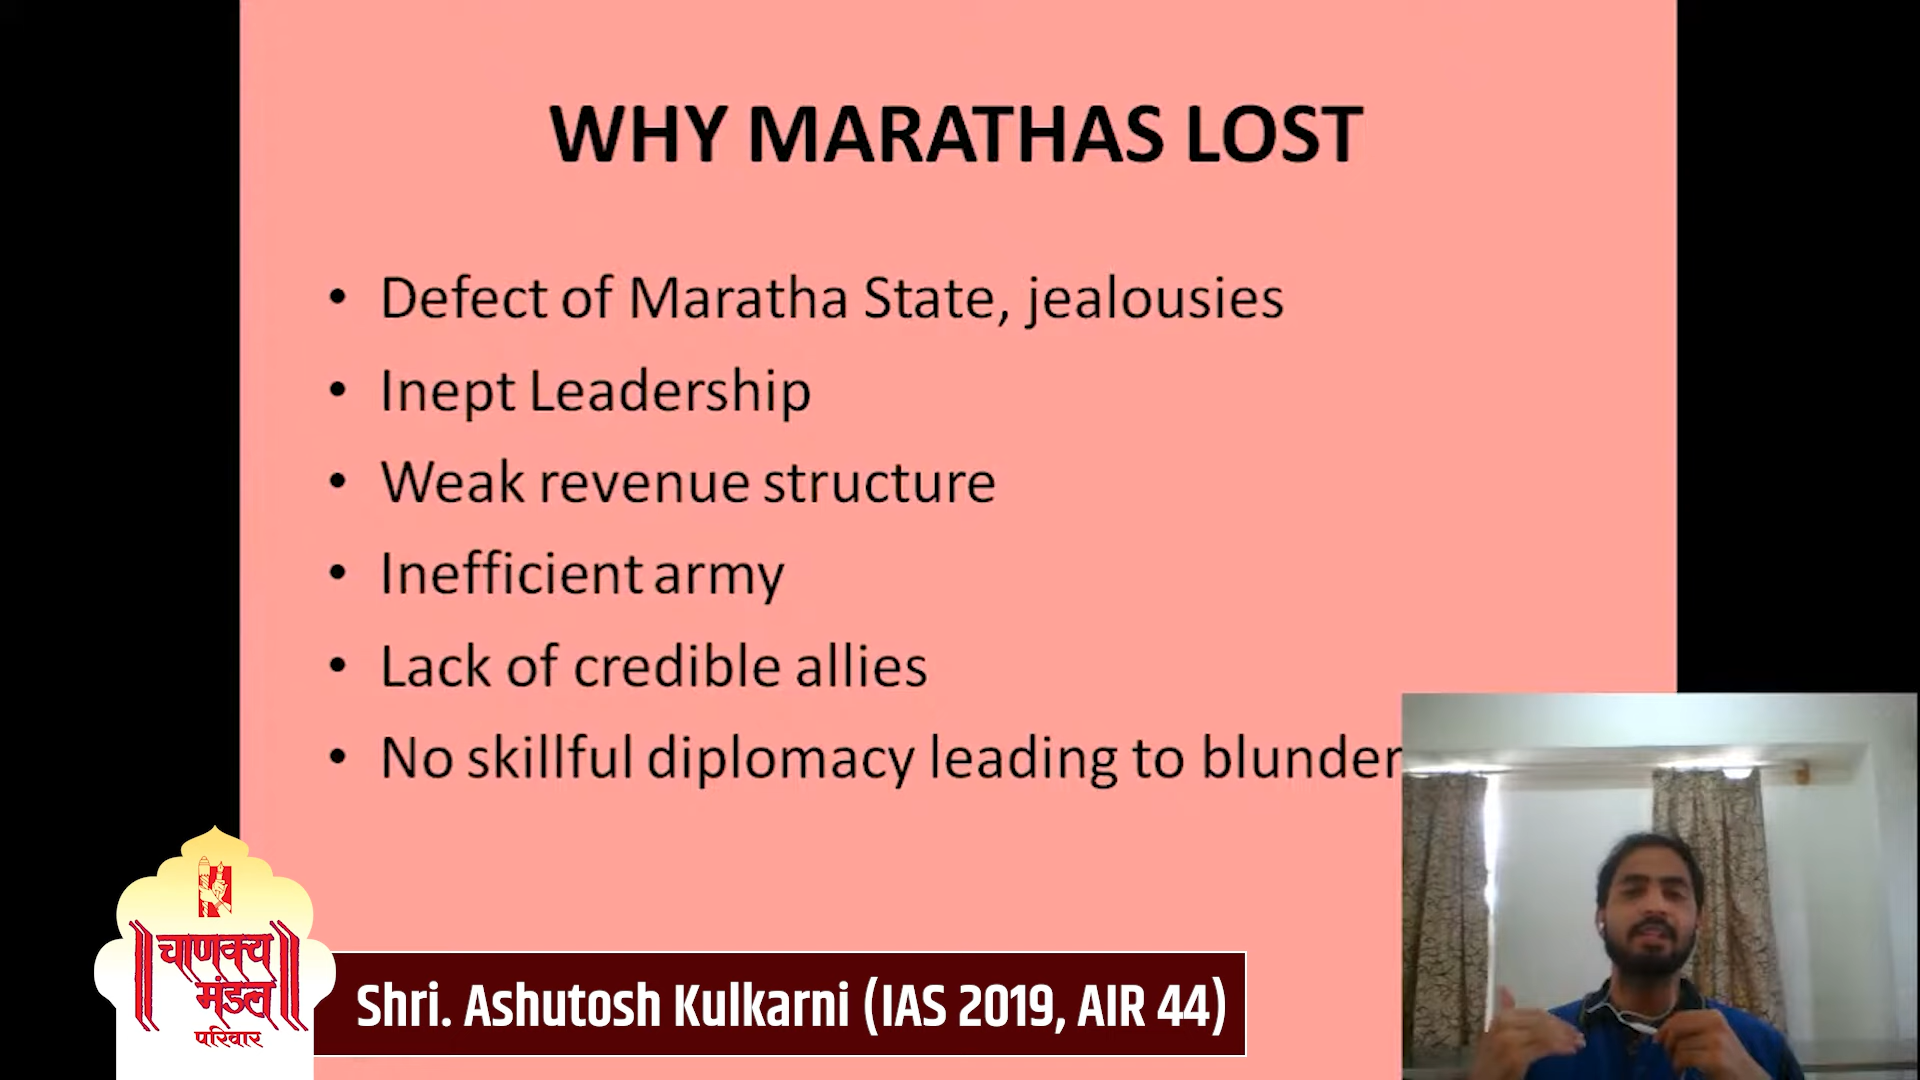 WHY MARATHAS LOST
• Defect of Maratha State, jealousies
• Inept Leadership
• Weak revenue structure
• Inefficient army
• Lack of credible allies
• No skillful diplomacy leading to blunder
चाणक्य
मंडल
परिवार
Shri. Ashutosh Kulkarni (IAS 2019, AIR 44)